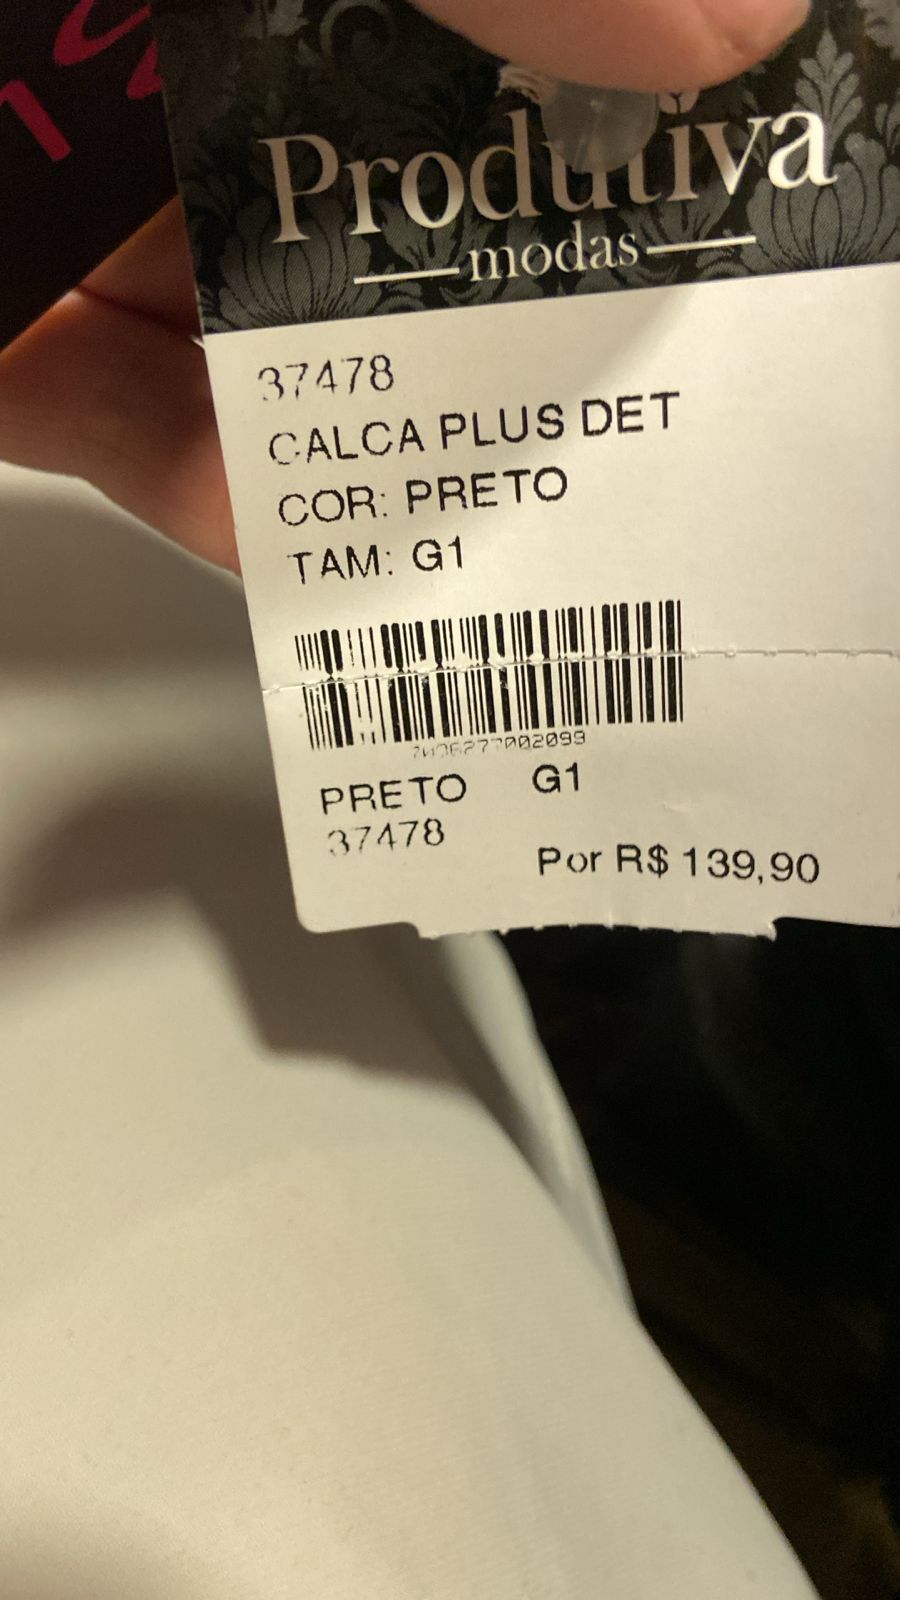 Produtiva
modas
37478
CALCA PLUS DET
COR: PRETO
TAM: G1
PRETO G1
37478
Por R$ 139,90